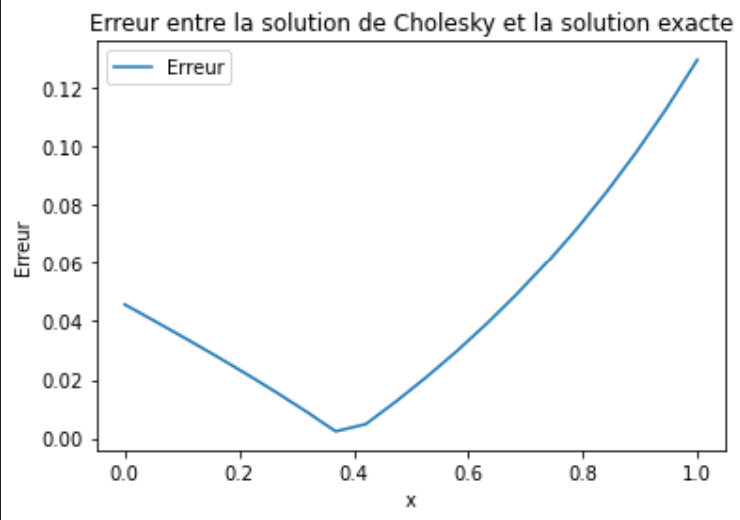 Erreur entre la solution de Cholesky et la solution exacte
Erreur
0.12
0.10
0.08
0.06
0.04
0.02
0.00
Erreur
0.0 0.2 0.4 0.6 0.8 1.0
x